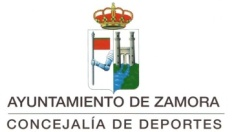 AYUNTAMIENTO DE ZAMORA
CONCEJALÍA DE DEPORTES